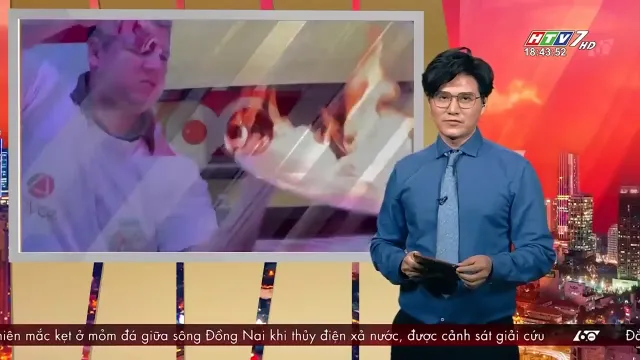 HTV7 HD
18:43:52
niên mắc kẹt ở mỏm đá giữa sông Đồng Nai khi thủy điện xả nước, được cảnh sát giải cứu